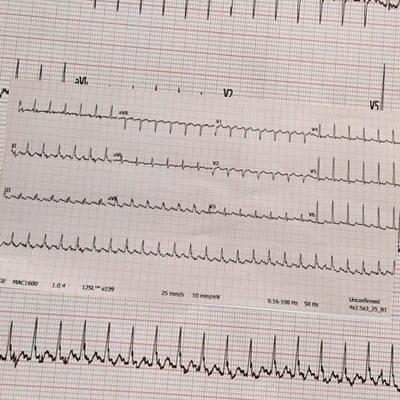 aVL V2 V5
I aVR V1 V4
II aVL V2 V5
III aVF V3 V6
GE MAC1600 1.0.4 12SL™ v239 25 mm/s 10 mm/mV 0.16-100 Hz 50 Hz Unconfirmed
4x2.5x3_25_R1